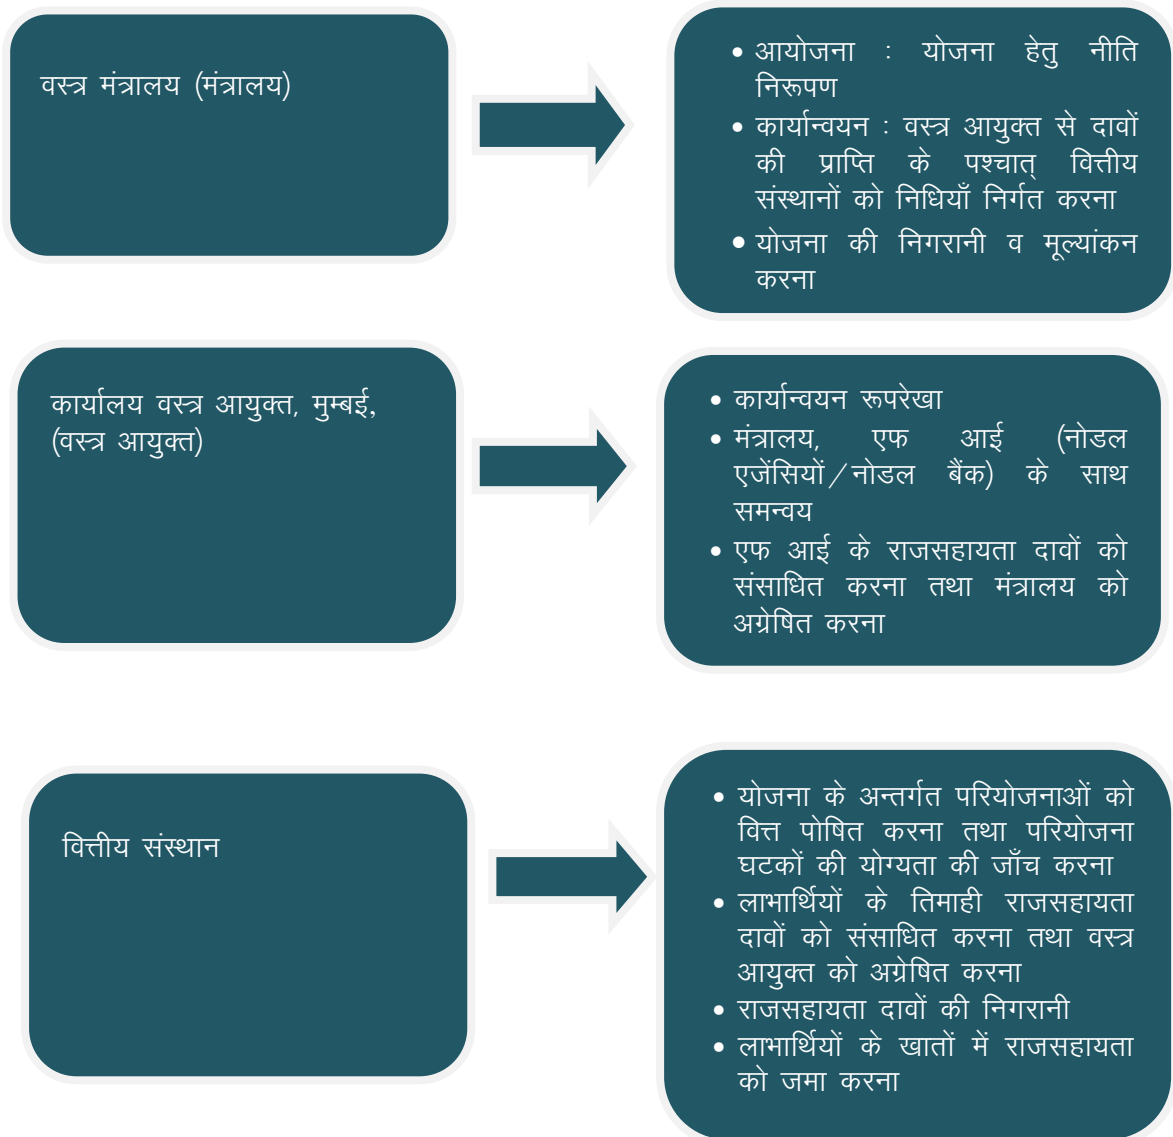 वस्त्र मंत्रालय (मंत्रालय)
• आयोजना : योजना हेतु नीति
निरूपण
• कार्यान्वयन : वस्त्र आयुक्त से दावों
की प्राप्ति के पश्चात् वित्तीय
संस्थानों को निधियाँ निर्गत करना
• योजना की निगरानी व मूल्यांकन
करना
कार्यालय वस्त्र आयुक्त, मुम्बई,
(वस्त्र आयुक्त)
• कार्यान्वयन रूपरेखा
• मंत्रालय, एफ आई (नोडल
एजेंसियों/नोडल बैंक) के साथ
समन्वय
• एफ आई के राजसहायता दावों को
संसाधित करना तथा मंत्रालय को
अग्रेषित करना
वित्तीय संस्थान
• योजना के अन्तर्गत परियोजनाओं को
वित्त पोषित करना तथा परियोजना
घटकों की योग्यता की जाँच करना
• लाभार्थियों के तिमाही राजसहायता
दावों को संसाधित करना तथा वस्त्र
आयुक्त को अग्रेषित करना
• राजसहायता दावों की निगरानी
• लाभार्थियों के खातों में राजसहायता
को जमा करना